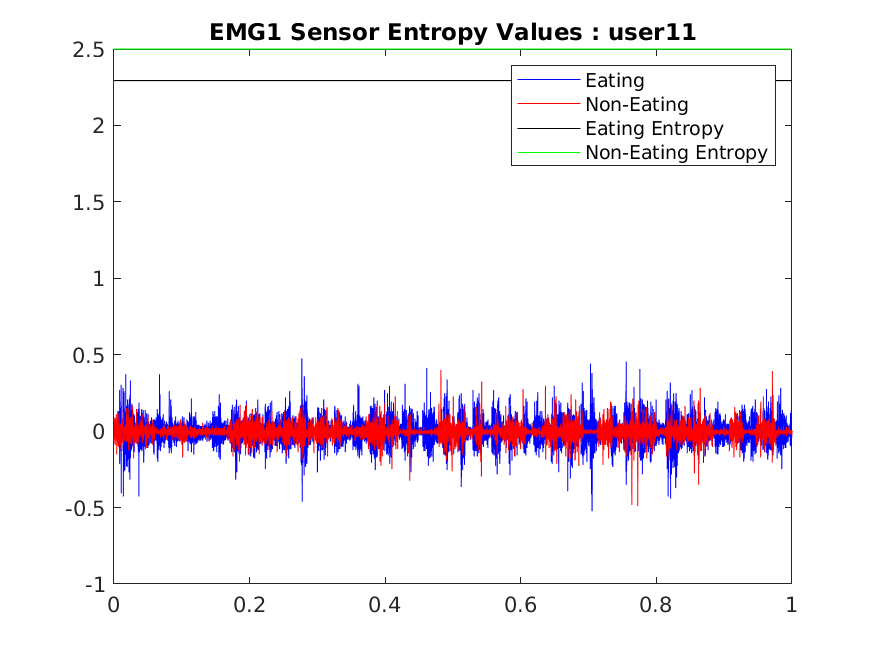 EMG1 Sensor Entropy Values : user11
2.5
2
1.5
1
0.5
0
-0.5
-1
Eating
Non-Eating
Eating Entropy
Non-Eating Entropy
0 0.2 0.4 0.6 0.8 1